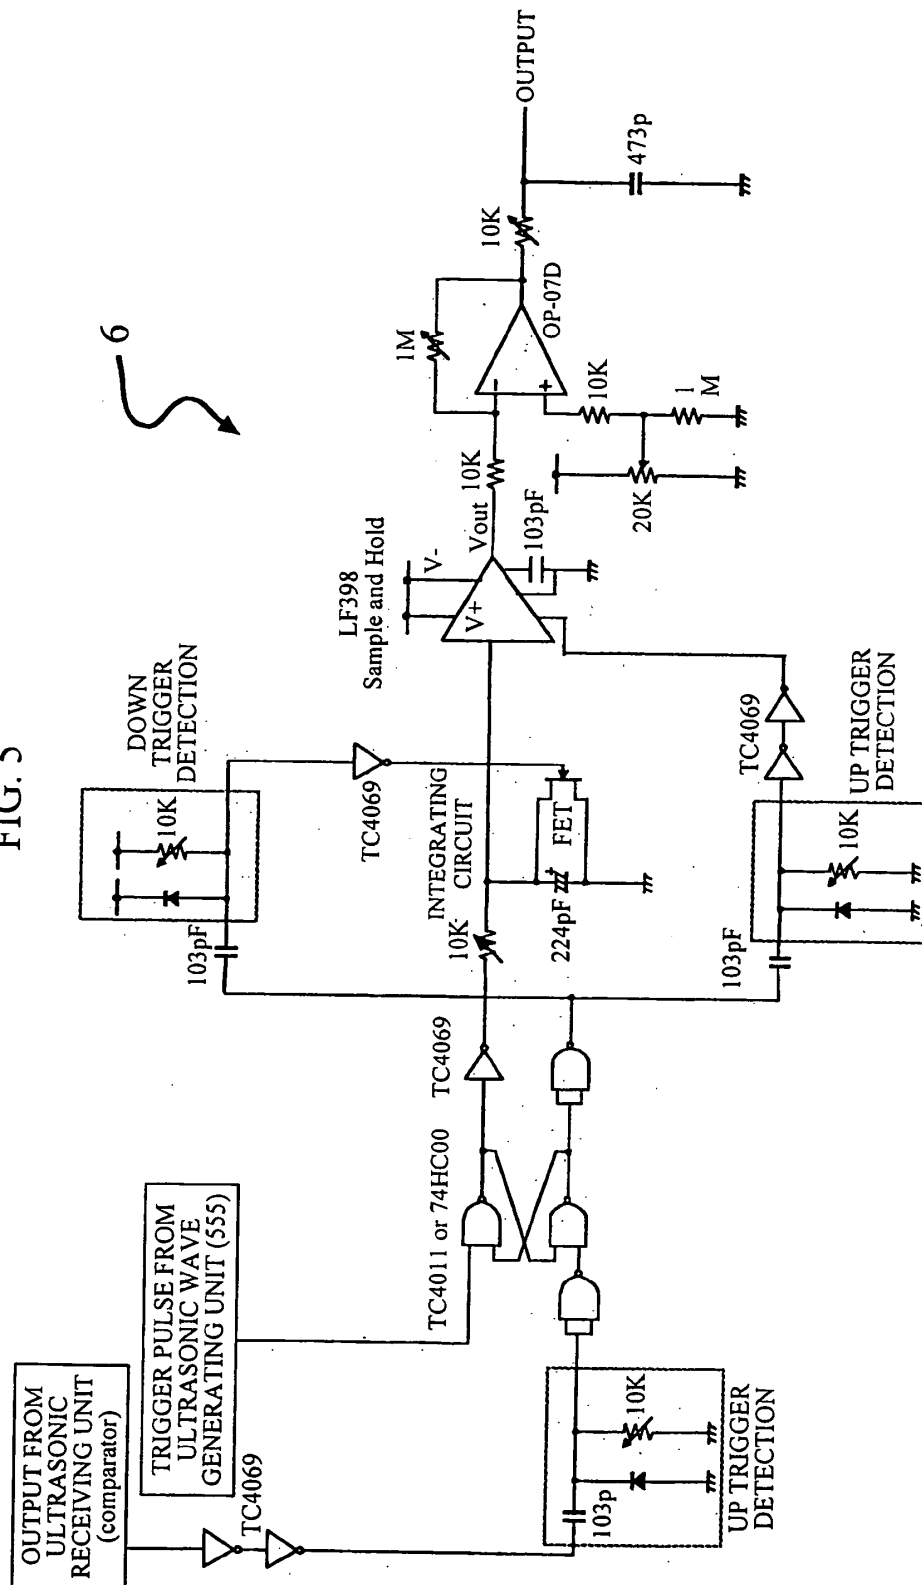 FIG. 5
6
OUTPUT FROM
ULTRASONIC
RECEIVING UNIT
(comparator)
TRIGGER PULSE FROM
ULTRASONIC WAVE
GENERATING UNIT (555)
TC4069
103p
10K
UP TRIGGER
DETECTION
TC4011 or 74HC00
TC4069
103pF
10K
DOWN
TRIGGER
DETECTION
TC4069
10K
INTEGRATING
CIRCUIT
224pF
FET
103pF
10K
UP TRIGGER
DETECTION
TC4069
LF398
Sample and Hold
V-
V+
Vout
103pF
10K
1M
-
+
OP-07D
10K
20K
1
M
10K
473p
OUTPUT